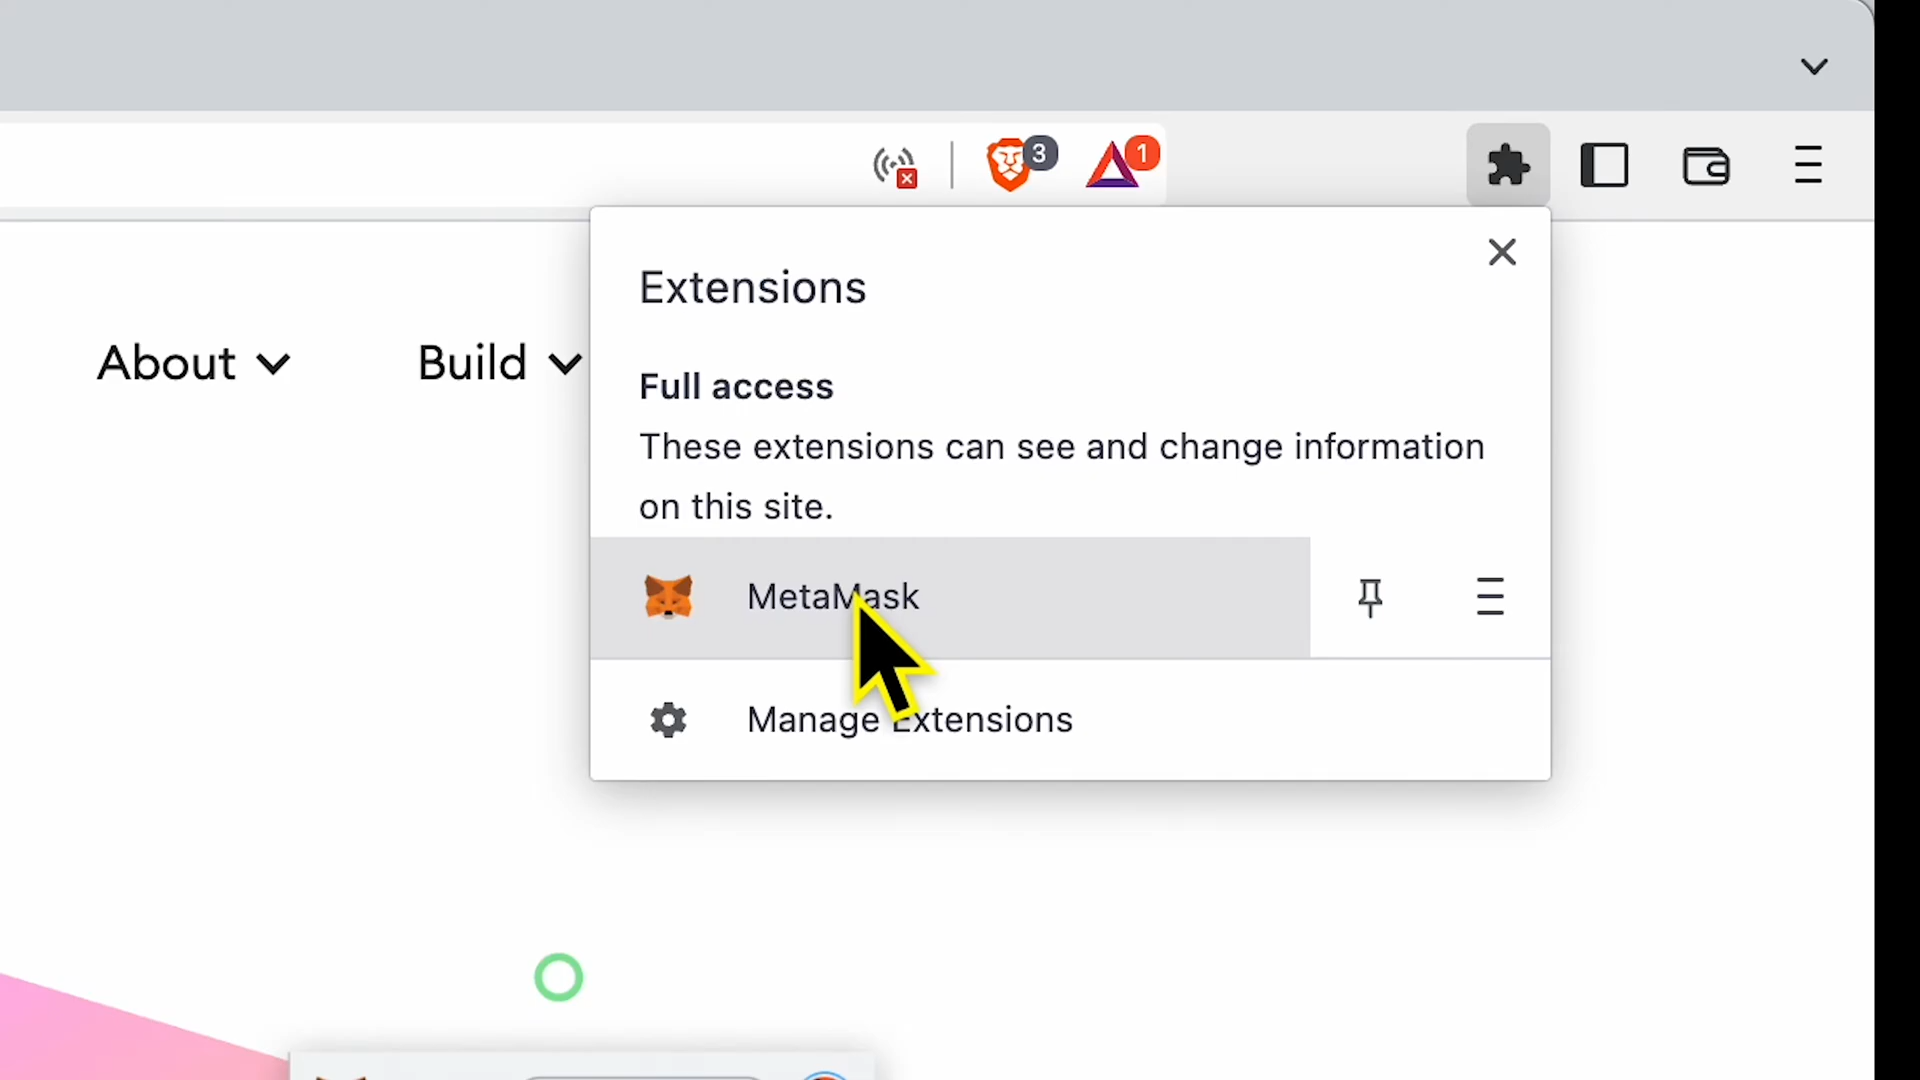 3
1
Extensions
About
Build
Full access
These extensions can see and change information
on this site.
MetaMask
Manage Extensions